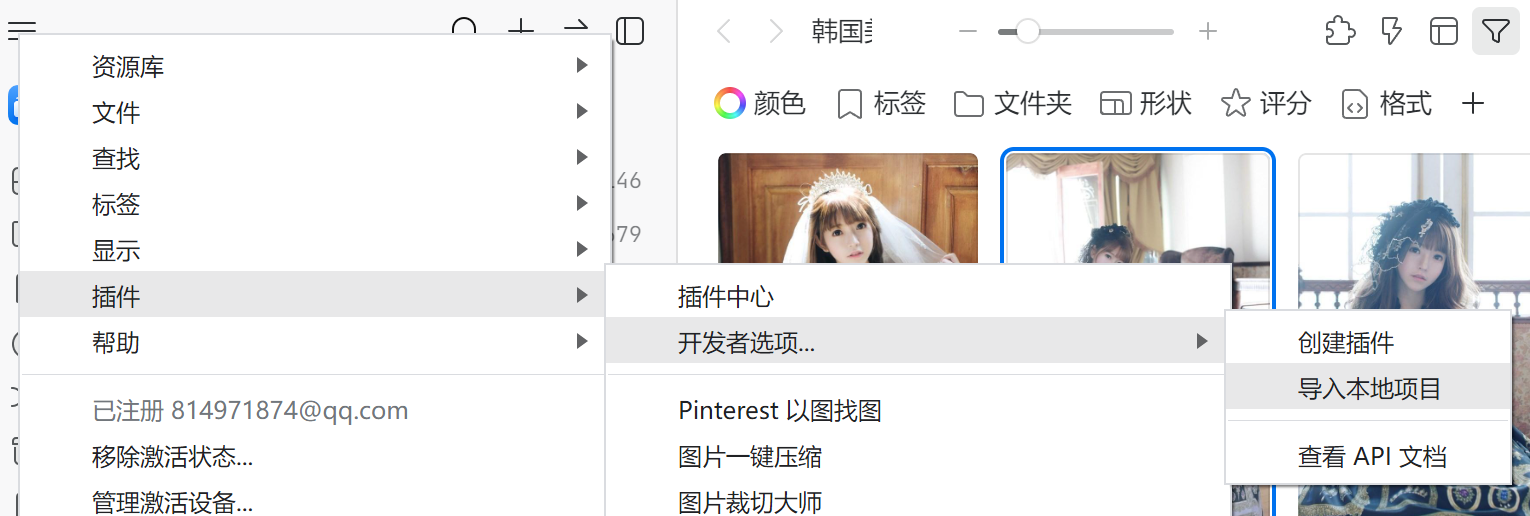 韩国
资源库
文件
查找
标签
显示
插件
帮助
已注册 814971874@qq.com
移除激活状态...
管理激活设备...
46
679
颜色
标签
文件夹
形状
评分
格式
插件中心
开发者选项...
Pinterest 以图找图
图片一键压缩
图片裁切大师
创建插件
导入本地项目
查看 API 文档